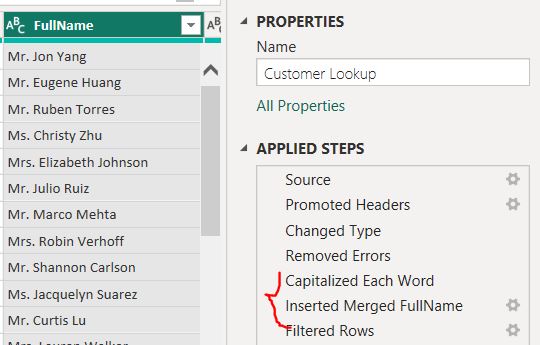 ABC FullName
Mr. Jon Yang
Mr. Eugene Huang
Mr. Ruben Torres
Ms. Christy Zhu
Mrs. Elizabeth Johnson
Mr. Julio Ruiz
Mr. Marco Mehta
Mrs. Robin Verhoff
Mr. Shannon Carlson
Ms. Jacquelyn Suarez
Mr. Curtis Lu
PROPERTIES
Name
Customer Lookup
All Properties
APPLIED STEPS
Source
Promoted Headers
Changed Type
Removed Errors
Capitalized Each Word
Inserted Merged FullName
Filtered Rows